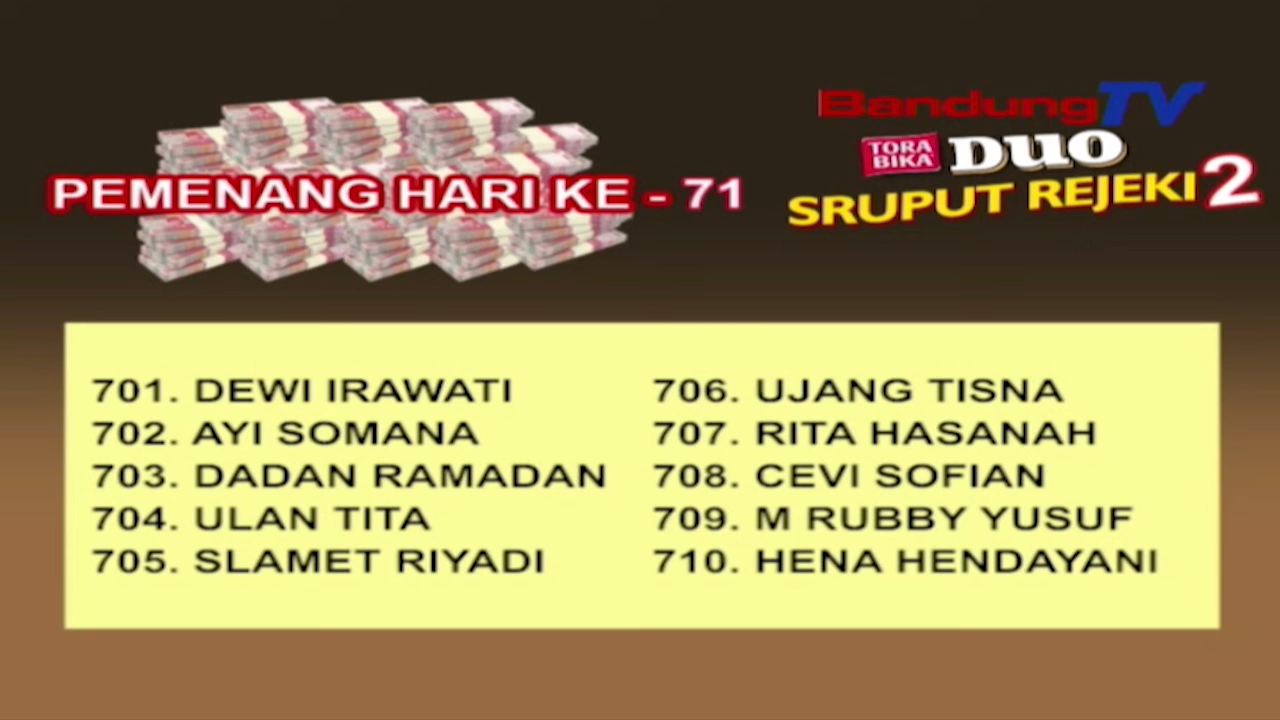 BandungTV
TORA BIKA DUO
SRUPUT REJEKI 2
PEMENANG HARI KE - 71
701. DEWI IRAWATI
702. AYI SOMANA
703. DADAN RAMADAN
704. ULAN TITA
705. SLAMET RIYADI
706. UJANG TISNA
707. RITA HASANAH
708. CEVI SOFIAN
709. M RUBBY YUSUF
710. HENA HENDAYANI